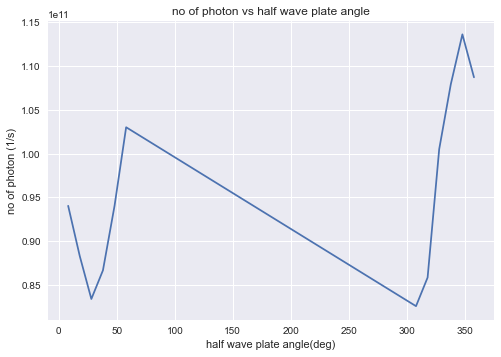 no of photon vs half wave plate angle
1e11
1.15
1.10
1.05
1.00
0.95
0.90
0.85
no of photon (1/s)
0 50 100 150 200 250 300 350
half wave plate angle(deg)